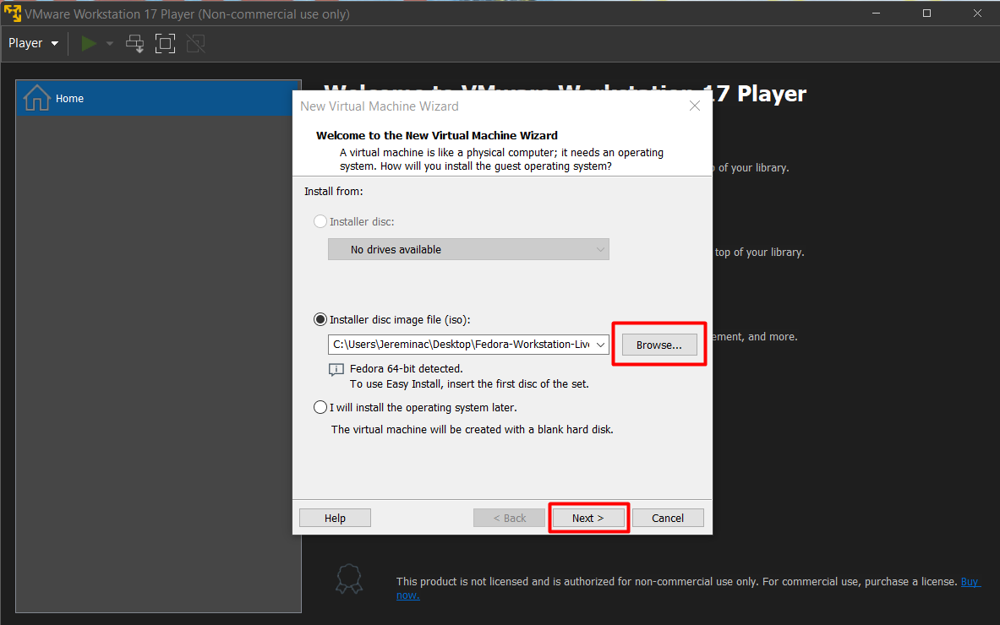 VMware Workstation 17 Player (Non-commercial use only)
Player
Home
Welcome to VMware Workstation 17 Player
New Virtual Machine Wizard
Welcome to the New Virtual Machine Wizard
A virtual machine is like a physical computer; it needs an operating
system. How will you install the guest operating system?
of your library.
Install from:
Installer disc:
No drives available
top of your library.
Installer disc image file (iso):
C:\Users\Jereminac\Desktop\Fedora-Workstation-Live
Browse...
ement, and more.
Fedora 64-bit detected.
To use Easy Install, insert the first disc of the set.
I will install the operating system later.
The virtual machine will be created with a blank hard disk.
Help
< Back
Next >
Cancel
This product is not licensed and is authorized for non-commercial use only. For commercial use, purchase a license. Buy
now.